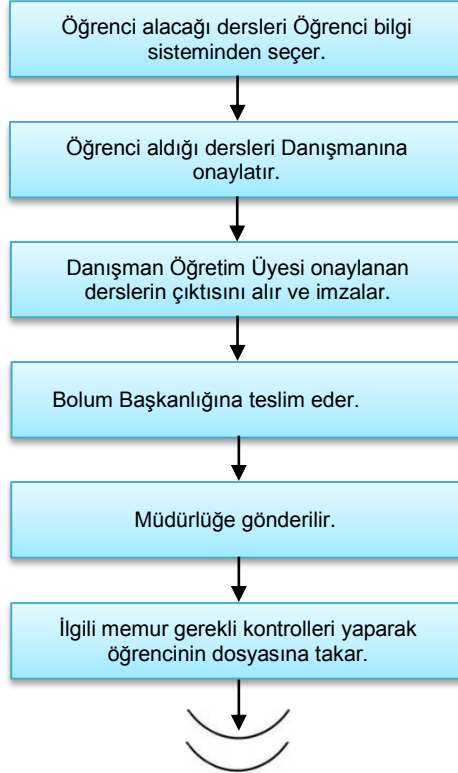 Öğrenci alacağı dersleri Öğrenci bilgi
sisteminden seçer.
Öğrenci aldığı dersleri Danışmanına
onaylatır.
Danışman Öğretim Üyesi onaylanan
derslerin çıktısını alır ve imzalar.
Bolum Başkanlığına teslim eder.
Müdürlüğe gönderilir.
İlgili memur gerekli kontrolleri yaparak
öğrencinin dosyasına takar.